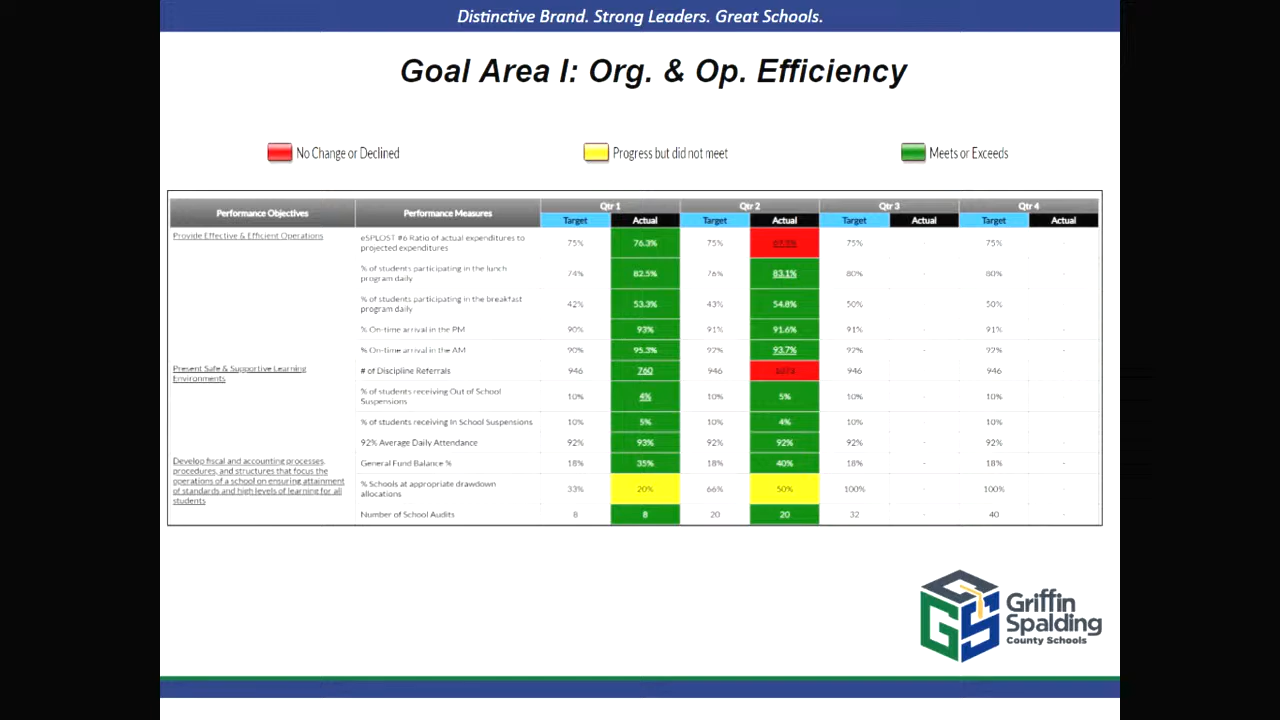 Distinctive Brand. Strong Leaders. Great Schools.
Goal Area I: Org. & Op. Efficiency
No Change or Declined Progress but did not meet Meets or Exceeds
Performance Objectives Performance Measures Qtr 1 Qtr 2 Qtr 3 Qtr 4
Target Actual Target Actual Target Actual Target Actual
Provide Effective & Efficient Operations
eSPLOST #6 Ratio of actual expenditures to
projected expenditures
75% 76.3% 75% 75% - 75% -
% of students participating in the lunch
program daily
74% 82.5% 76% 83.1% 80% - 80% -
% of students participating in the breakfast
program daily
42% 53.3% 43% 54.8% 50% - 50% -
% On-time arrival in the PM 90% 93% 91% 91.6% 91% - 91% -
% On-time arrival in the AM 90% 95.3% 92% 93.7% 92% - 92% -
Present Safe & Supportive Learning
Environments
# of Discipline Referrals 946 760 946 946 - 946 -
% of students receiving Out of School
Suspensions
10% 4% 10% 5% 10% - 10% -
% of students receiving In School Suspensions 10% 5% 10% 4% 10% - 10% -
92% Average Daily Attendance 92% 93% 92% 92% 92% - 92% -
Develop fiscal and accounting processes,
procedures, and structures that focus the
operations of a school on ensuring attainment
of standards and high levels of learning for all
students
General Fund Balance % 18% 35% 18% 40% 18% - 18% -
% Schools at appropriate drawdown
allocations
33% 20% 66% 50% 100% - 100% -
Number of School Audits 8 8 20 20 32 - 40 -
GCS
Griffin
Spalding
County Schools